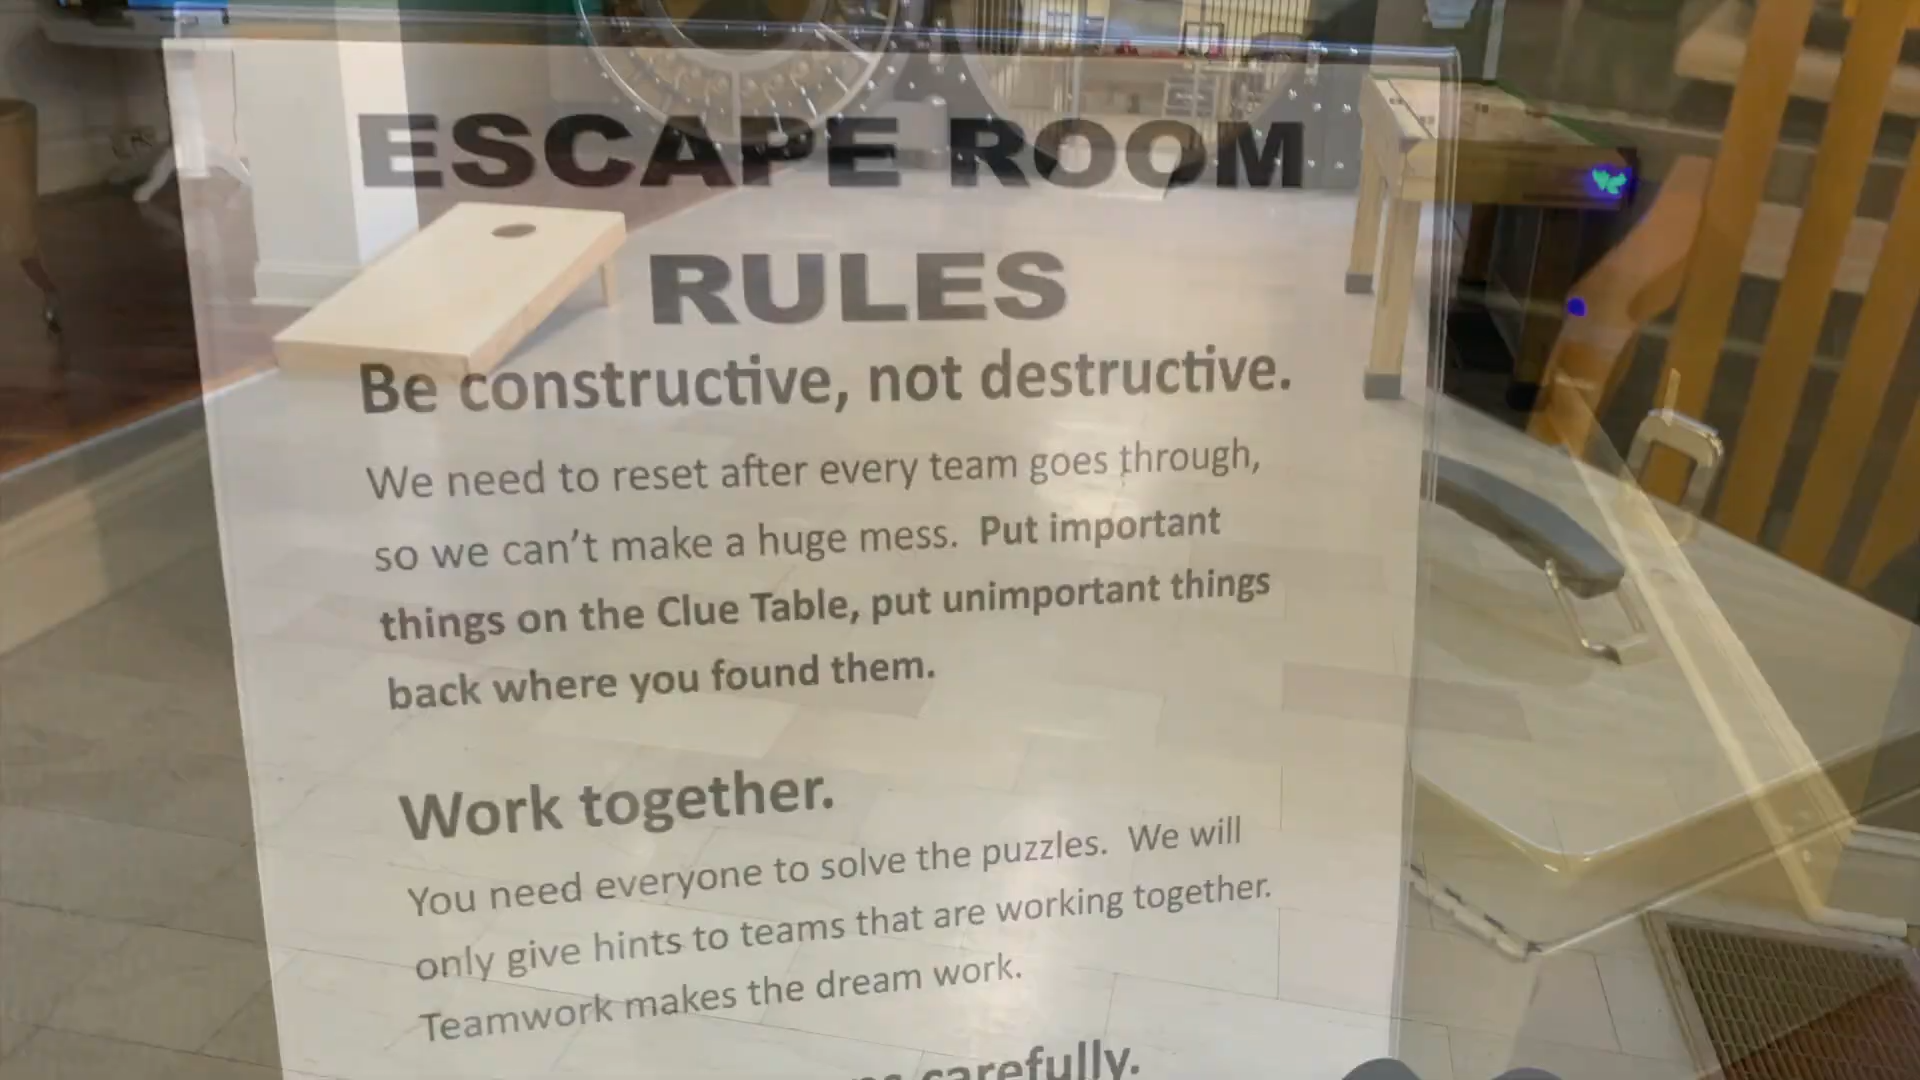 ESCAPE ROOM
RULES
Be constructive, not destructive.
We need to reset after every team goes through,
so we can't make a huge mess.  Put important
things on the Clue Table, put unimportant things
back where you found them.
Work together.
You need everyone to solve the puzzles.  We will
only give hints to teams that are working together.
Teamwork makes the dream work.
carefully.